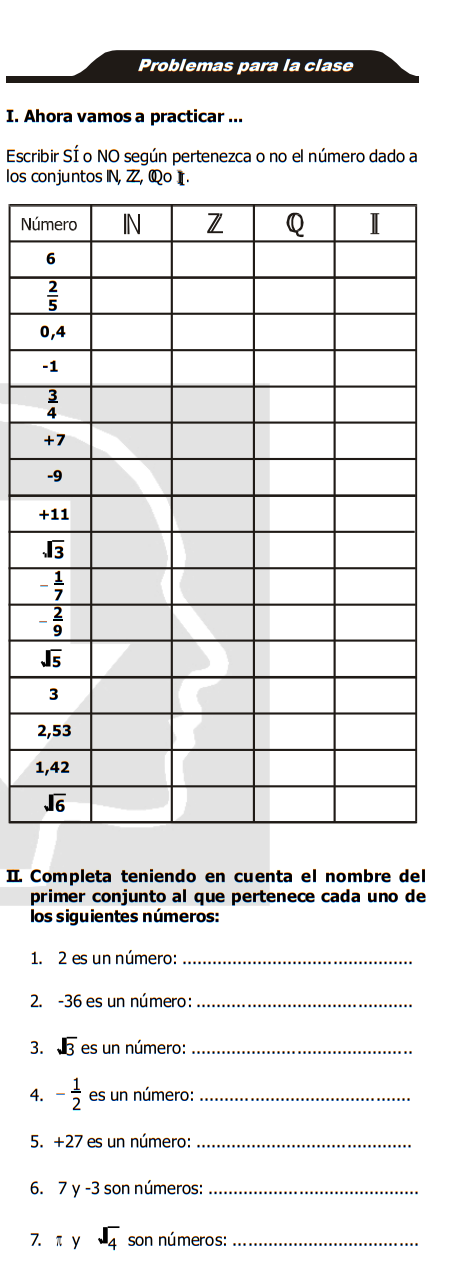 Problemas para la clase
I. Ahora vamos a practicar ...
Escribir SÍ o NO según pertenezca o no el número dado a
los conjuntos ℕ, ℤ, ℚ o 𝕀.
Número ℕ ℤ ℚ 𝕀
6
2/5
0,4
-1
3/4
+7
-9
+11
√3
- 1/7
- 2/9
√5
3
2,53
1,42
√6
II. Completa teniendo en cuenta el nombre del
primer conjunto al que pertenece cada uno de
los siguientes números:
1. 2 es un número: ..............................................
2. -36 es un número: ...........................................
3. √3 es un número: ............................................
4. - 1/2 es un número: ..........................................
5. +27 es un número: ...........................................
6. 7 y -3 son números: ..........................................
7. π y √4 son números: .....................................